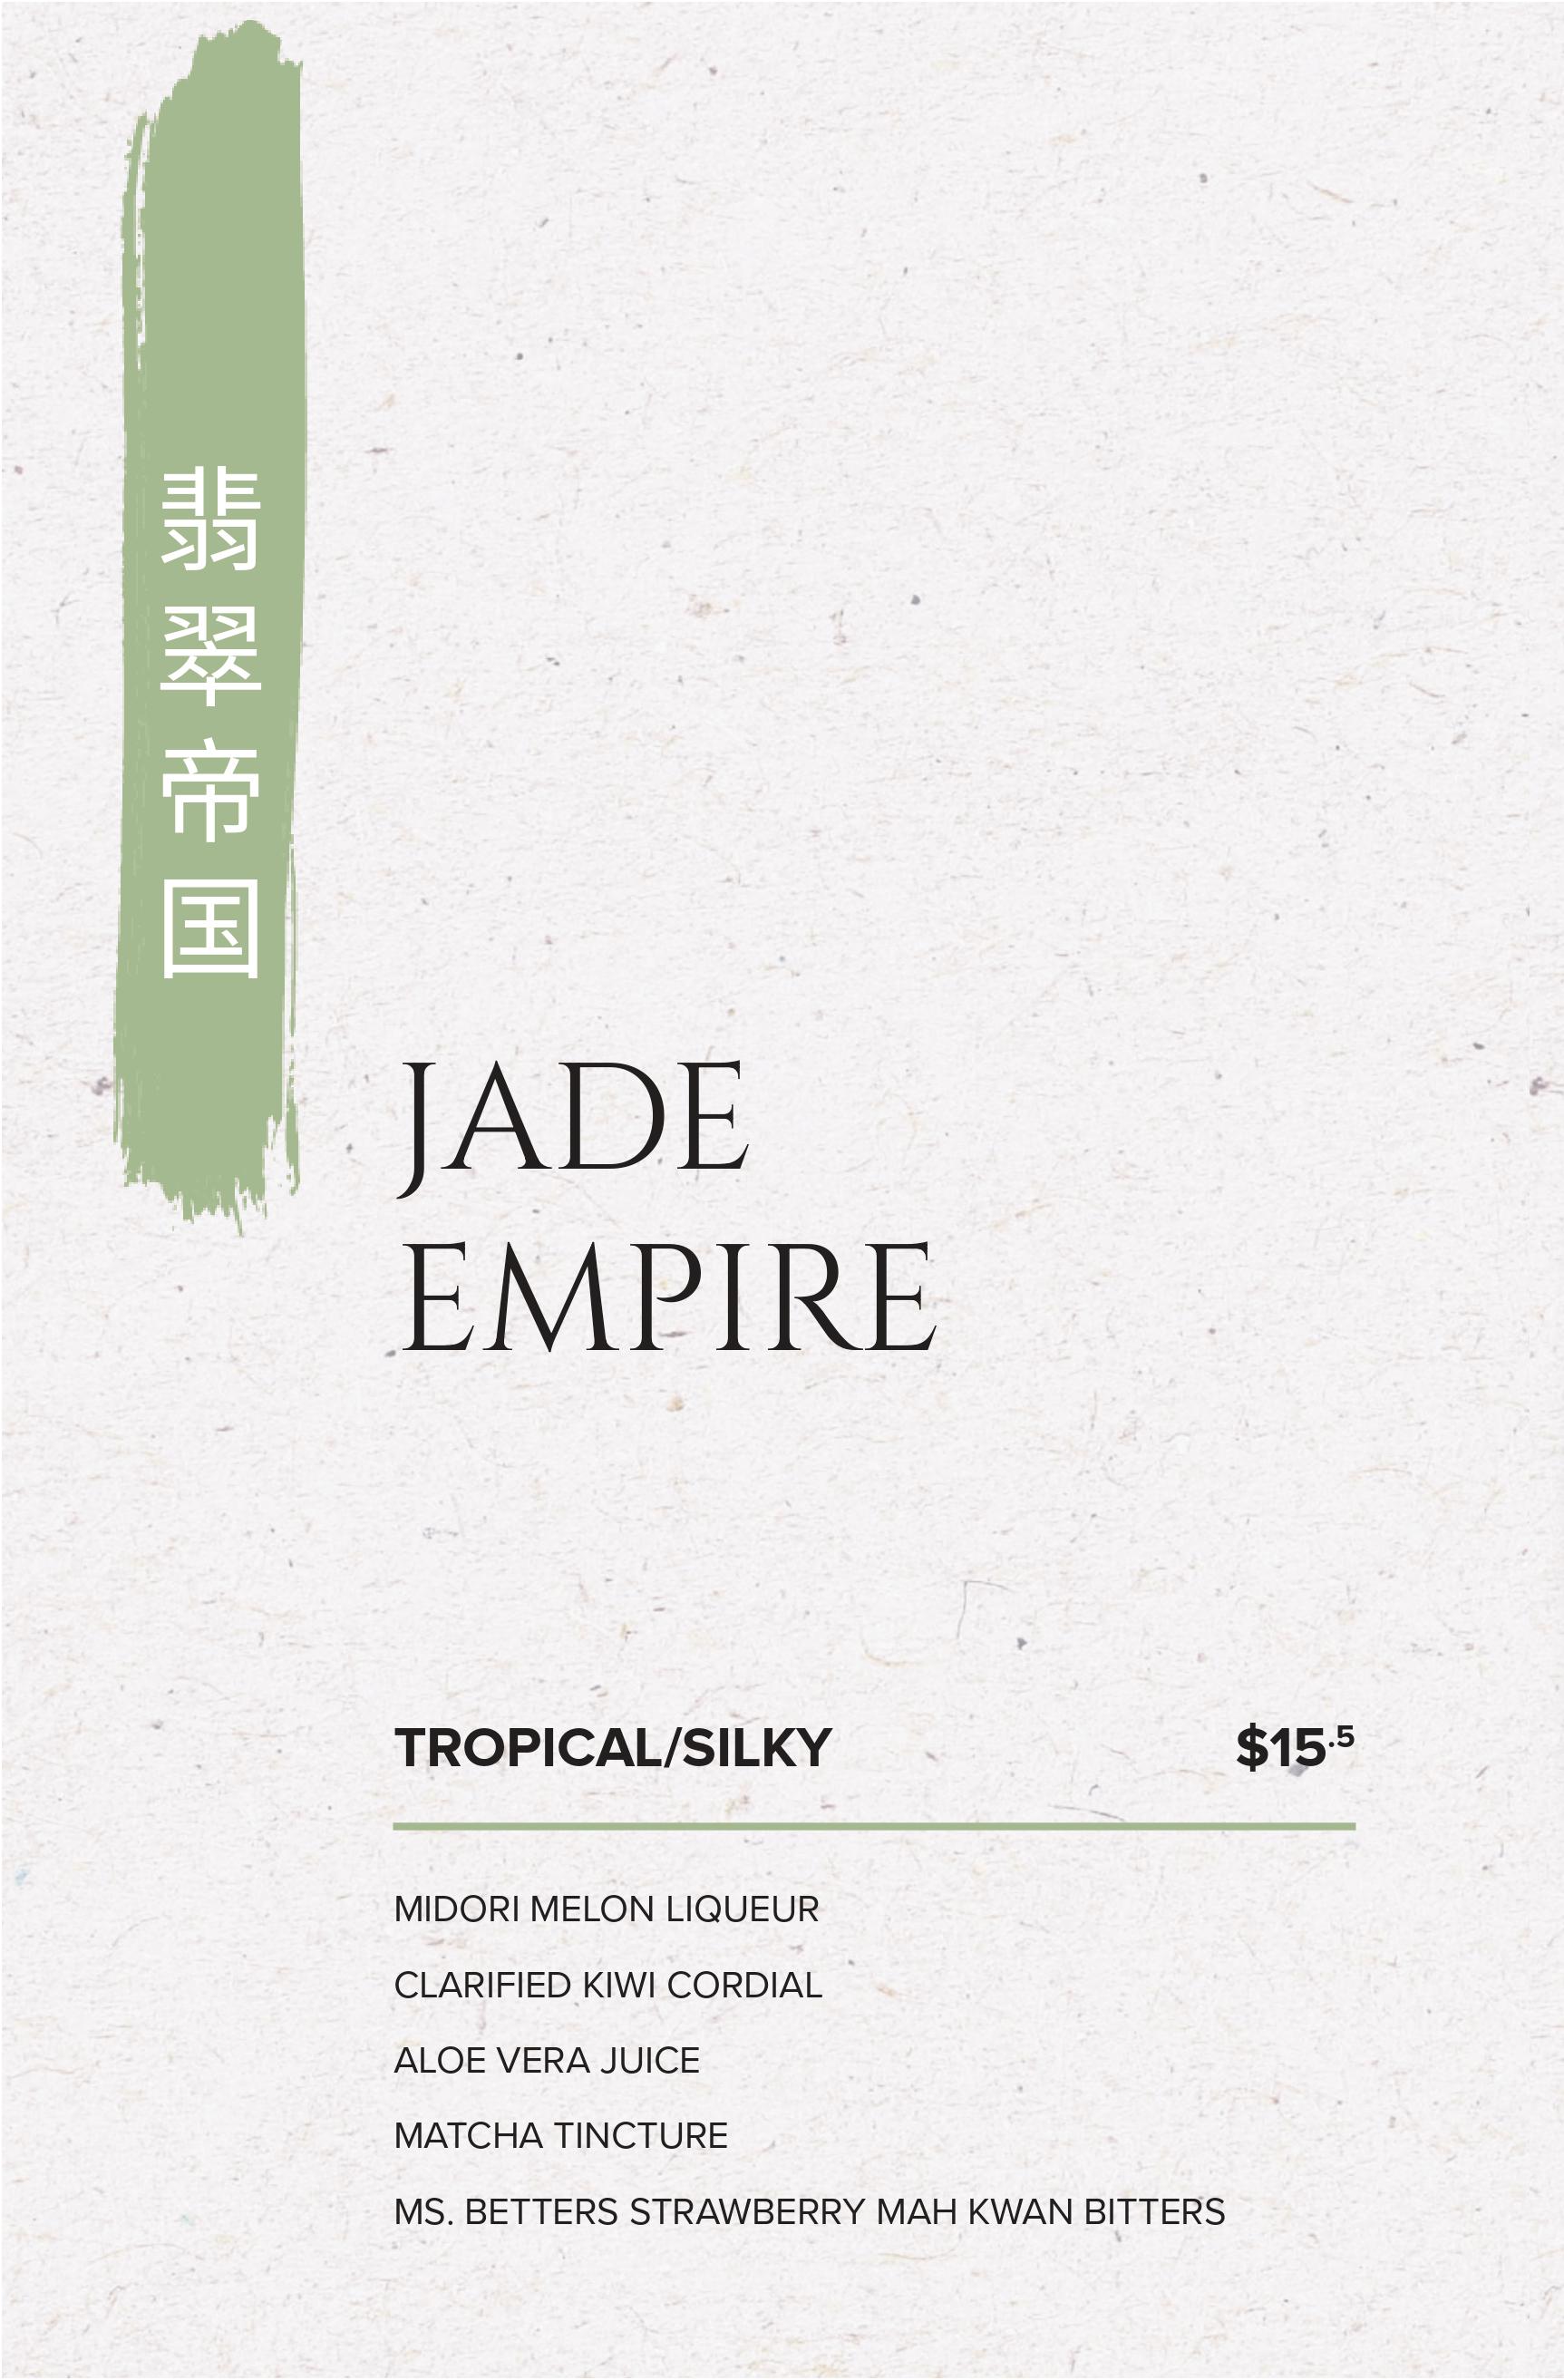 翡翠帝国
JADE
EMPIRE
TROPICAL/SILKY $15.5
MIDORI MELON LIQUEUR
CLARIFIED KIWI CORDIAL
ALOE VERA JUICE
MATCHA TINCTURE
MS. BETTERS STRAWBERRY MAH KWAN BITTERS